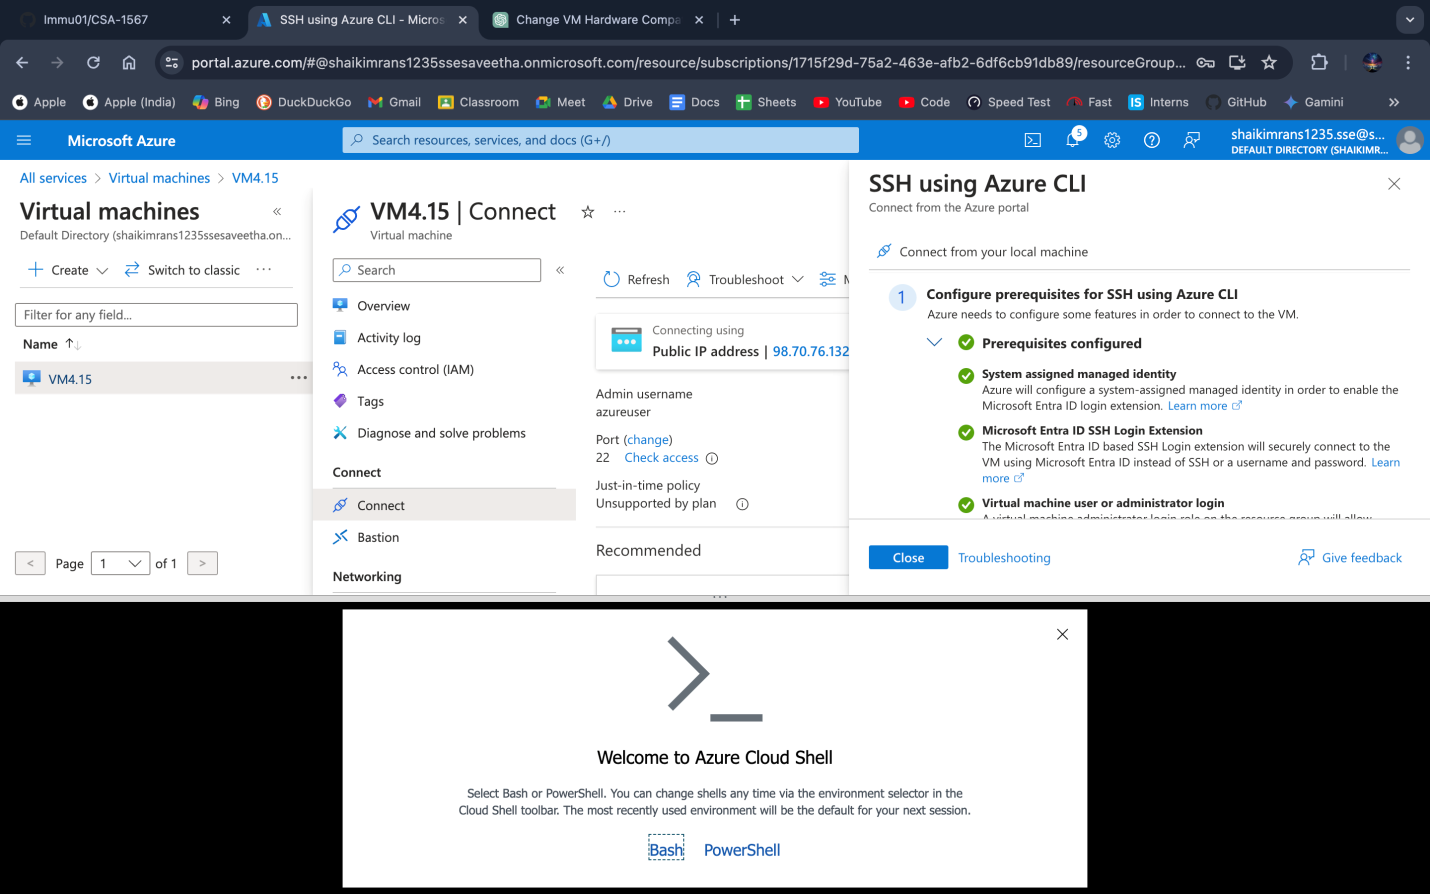 Immu01/CSA-1567
SSH using Azure CLI - Micros
Change VM Hardware Compa
portal.azure.com/#@shaikimrans1235ssesaveetha.onmicrosoft.com/resource/subscriptions/1715f29d-75a2-463e-afb2-6df6cb91db89/resourceGroup...
Apple
Apple (India)
Bing
DuckDuckGo
Gmail
Classroom
Meet
Drive
Docs
Sheets
YouTube
Code
Speed Test
Fast
IS Interns
GitHub
Gamini
Microsoft Azure
Search resources, services, and docs (G+/)
5
shaikimrans1235.sse@s...
DEFAULT DIRECTORY (SHAIKIMR...
All services > Virtual machines > VM4.15
Virtual machines
Default Directory (shaikimrans1235ssesaveetha.on...
Create
Switch to classic
Filter for any field...
Name
VM4.15
< Page 1 of 1 >
VM4.15 | Connect
Virtual machine
Search
Overview
Activity log
Access control (IAM)
Tags
Diagnose and solve problems
Connect
Connect
Bastion
Networking
Refresh
Troubleshoot
Connecting using
Public IP address | 98.70.76.132
Admin username
azureuser
Port (change)
22 Check access
Just-in-time policy
Unsupported by plan
Recommended
SSH using Azure CLI
Connect from the Azure portal
Connect from your local machine
1 Configure prerequisites for SSH using Azure CLI
Azure needs to configure some features in order to connect to the VM.
Prerequisites configured
System assigned managed identity
Azure will configure a system-assigned managed identity in order to enable the
Microsoft Entra ID login extension. Learn more
Microsoft Entra ID SSH Login Extension
The Microsoft Entra ID based SSH Login extension will securely connect to the
VM using Microsoft Entra ID instead of SSH or a username and password. Learn
more
Virtual machine user or administrator login
A virtual machine administrator login role on the resource group will allow
Close
Troubleshooting
Give feedback
Welcome to Azure Cloud Shell
Select Bash or PowerShell. You can change shells any time via the environment selector in the
Cloud Shell toolbar. The most recently used environment will be the default for your next session.
Bash
PowerShell